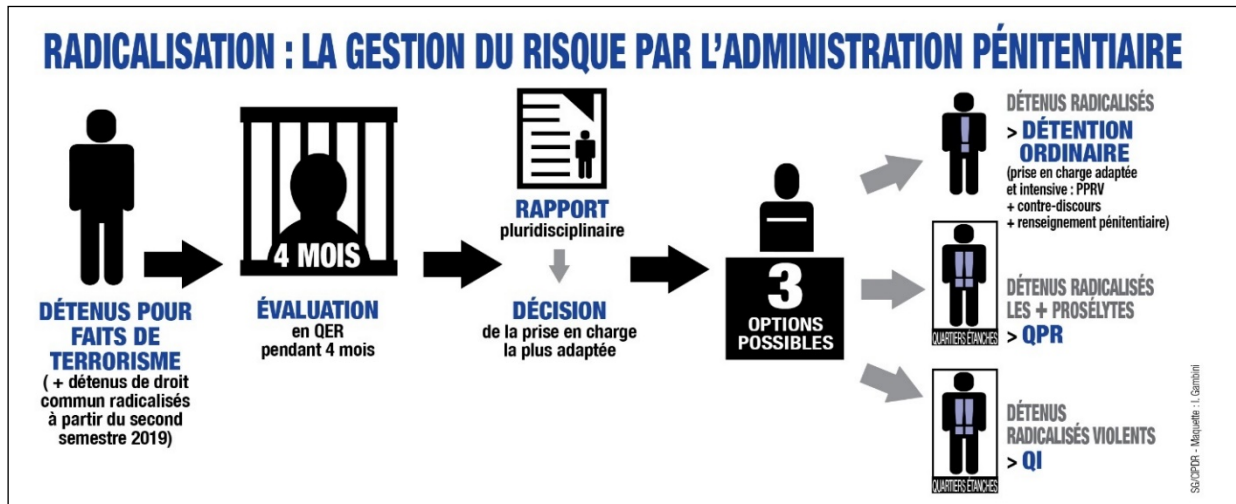 RADICALISATION : LA GESTION DU RISQUE PAR L'ADMINISTRATION PÉNITENTIAIRE
DÉTENUS POUR
FAITS DE
TERRORISME
( + détenus de droit
commun radicalisés
à partir du second
semestre 2019)
4 MOIS
ÉVALUATION
en QER
pendant 4 mois
RAPPORT
pluridisciplinaire
DÉCISION
de la prise en charge
la plus adaptée
3
OPTIONS
POSSIBLES
DÉTENUS RADICALISÉS
> DÉTENTION
ORDINAIRE
(prise en charge adaptée
et intensive : PPRV
+ contre-discours
+ renseignement pénitentiaire)
!
!!
QUARTIERS ÉTANCHES
DÉTENUS RADICALISÉS
LES + PROSÉLYTES
> QPR
!!
QUARTIERS ÉTANCHES
DÉTENUS
RADICALISÉS VIOLENTS
> QI
SG/CIPDR - Maquette : I. Gambini